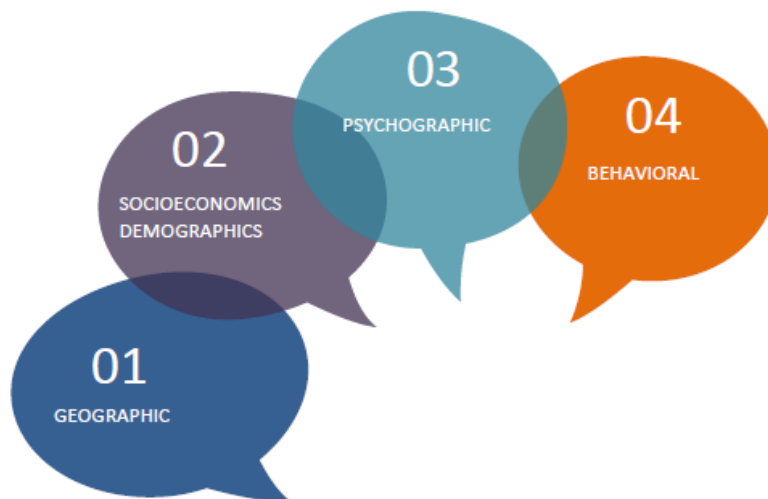 01
GEOGRAPHIC
02
SOCIOECONOMICS
DEMOGRAPHICS
03
PSYCHOGRAPHIC
04
BEHAVIORAL